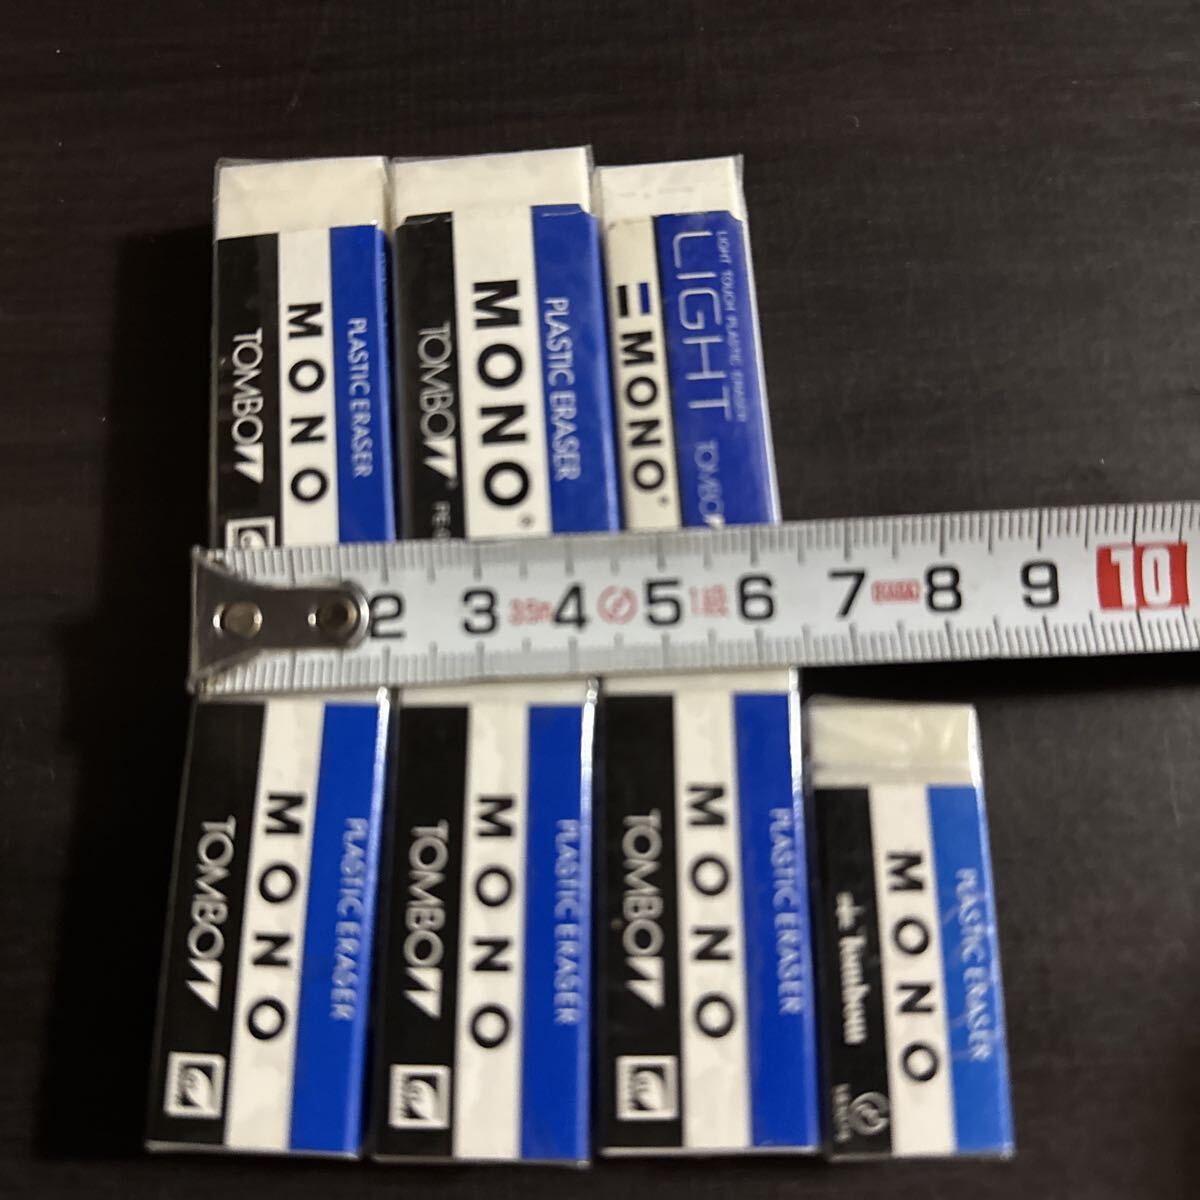 PLASTIC ERASER
MONO
TOMBOW
PLASTIC ERASER
MONO®
TOMBOW
PE-
LIGHT TOUCH PLASTIC ERASER
LIGHT
TOMBOW
MONO®
2 3 4 5 6 7 8 9 10
PLASTIC ERASER
MONO
TOMBOW
PLASTIC ERASER
MONO
TOMBOW
PLASTIC ERASER
MONO
TOMBOW
PLASTIC ERASER
MONO
Tombow